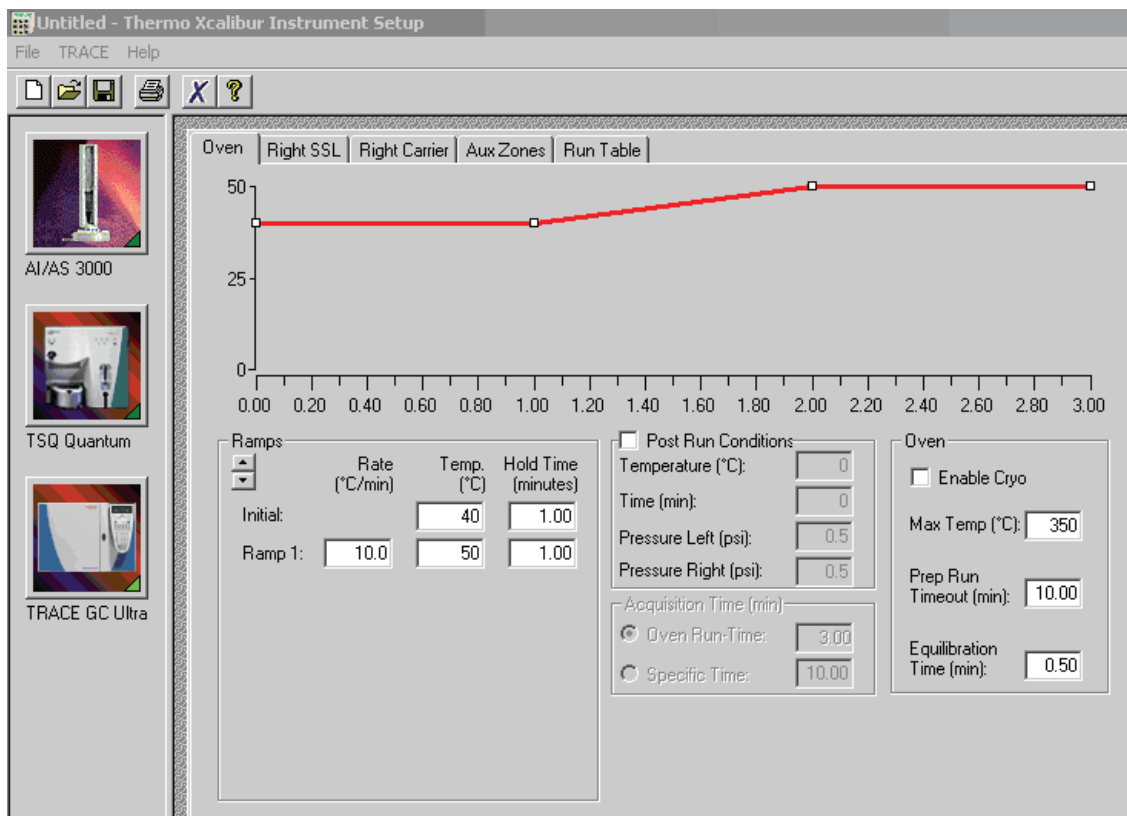 Untitled - Thermo Xcalibur Instrument Setup
File TRACE Help
Oven Right SSL Right Carrier Aux Zones Run Table
50
25
0
0.00 0.20 0.40 0.60 0.80 1.00 1.20 1.40 1.60 1.80 2.00 2.20 2.40 2.60 2.80 3.00
AI/AS 3000
TSQ Quantum
TRACE GC Ultra
Ramps
Rate Temp. Hold Time
(°C/min) (°C) (minutes)
Initial: 40 1.00
Ramp 1: 10.0 50 1.00
Post Run Conditions
Temperature (°C): 0
Time (min): 0
Pressure Left (psi): 0.5
Pressure Right (psi): 0.5
Acquisition Time (min)
Oven Run-Time: 3.00
Specific Time: 10.00
Oven
Enable Cryo
Max Temp (°C): 350
Prep Run
Timeout (min): 10.00
Equilibration
Time (min): 0.50